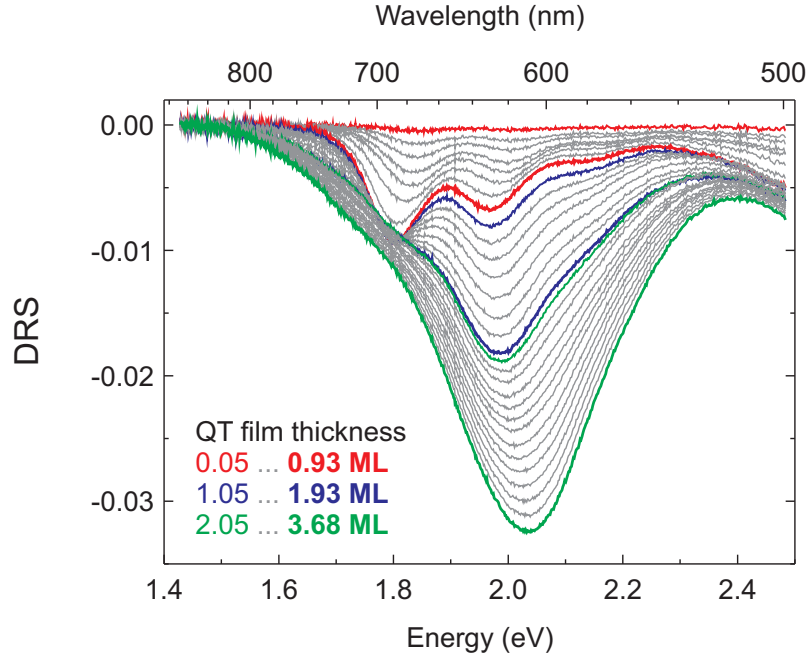 Wavelength (nm)
800 700 600 500
0.00
-0.01
-0.02
-0.03
DRS
QT film thickness
0.05 ... 0.93 ML
1.05 ... 1.93 ML
2.05 ... 3.68 ML
1.4 1.6 1.8 2.0 2.2 2.4
Energy (eV)